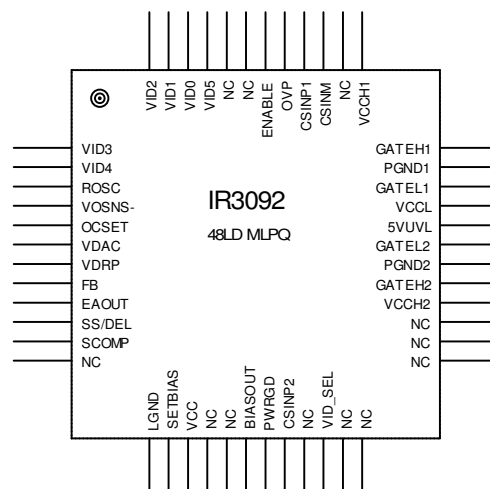 VID2
VID1
VID0
VID5
NC
NC
ENABLE
OVP
CSINP1
CSINM
NC
VCCH1
VID3
VID4
ROSC
VOSNS-
OCSET
VDAC
VDRP
FB
EAOUT
SS/DEL
SCOMP
NC
IR3092
48LD MLPQ
GATEH1
PGND1
GATEL1
VCCL
5VUVL
GATEL2
PGND2
GATEH2
VCCH2
NC
NC
NC
LGND
SETBIAS
VCC
NC
NC
BIASOUT
PWRGD
CSINP2
NC
VID_SEL
NC
NC